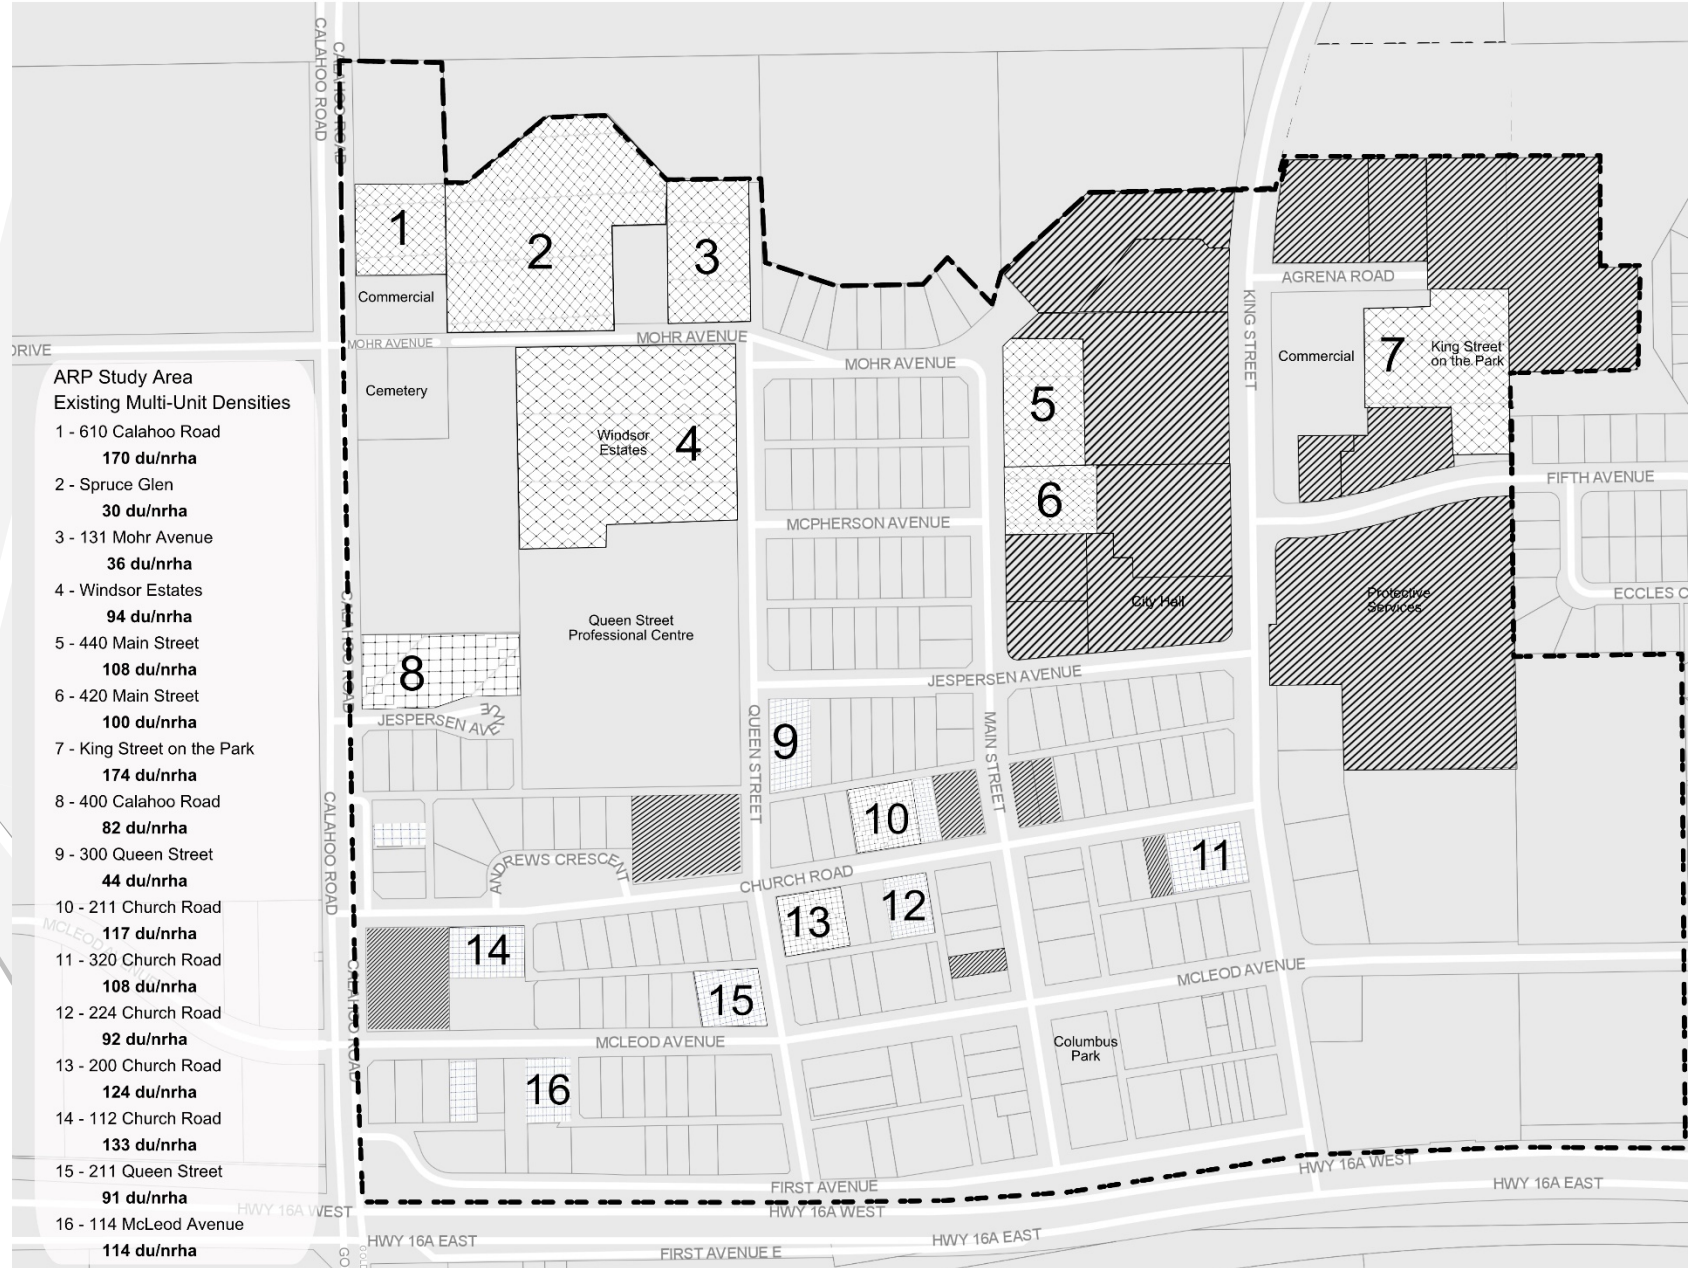 CALAHOO ROAD
CALAHOO ROAD
1
2
3
Commercial
AGRENA ROAD
KING STREET
MOHR AVENUE
MOHR AVENUE
MOHR AVENUE
DRIVE
Commercial
7
King Street
on the Park
Cemetery
5
Windsor
Estates
4
6
FIFTH AVENUE
MCPHERSON AVENUE
City Hall
Protective
Services
ECCLES C
Queen Street
Professional Centre
CALAHOO ROAD
8
JESPERSEN AVENUE
JESPERSEN AVENUE
QUEEN STREET
MAIN STREET
9
10
11
CALAHOO ROAD
ANDREWS CRESCENT
CHURCH ROAD
12
13
14
15
MCLEOD AVENUE
MCLEOD AVENUE
CALAHOO ROAD
MCLEOD AVENUE
Columbus
Park
16
FIRST AVENUE
HWY 16A WEST
HWY 16A WEST
HWY 16A WEST
HWY 16A EAST
HWY 16A EAST
HWY 16A EAST
FIRST AVENUE E
GO
ARP Study Area
Existing Multi-Unit Densities
1 - 610 Calahoo Road
170 du/nrha
2 - Spruce Glen
30 du/nrha
3 - 131 Mohr Avenue
36 du/nrha
4 - Windsor Estates
94 du/nrha
5 - 440 Main Street
108 du/nrha
6 - 420 Main Street
100 du/nrha
7 - King Street on the Park
174 du/nrha
8 - 400 Calahoo Road
82 du/nrha
9 - 300 Queen Street
44 du/nrha
10 - 211 Church Road
117 du/nrha
11 - 320 Church Road
108 du/nrha
12 - 224 Church Road
92 du/nrha
13 - 200 Church Road
124 du/nrha
14 - 112 Church Road
133 du/nrha
15 - 211 Queen Street
91 du/nrha
16 - 114 McLeod Avenue
114 du/nrha